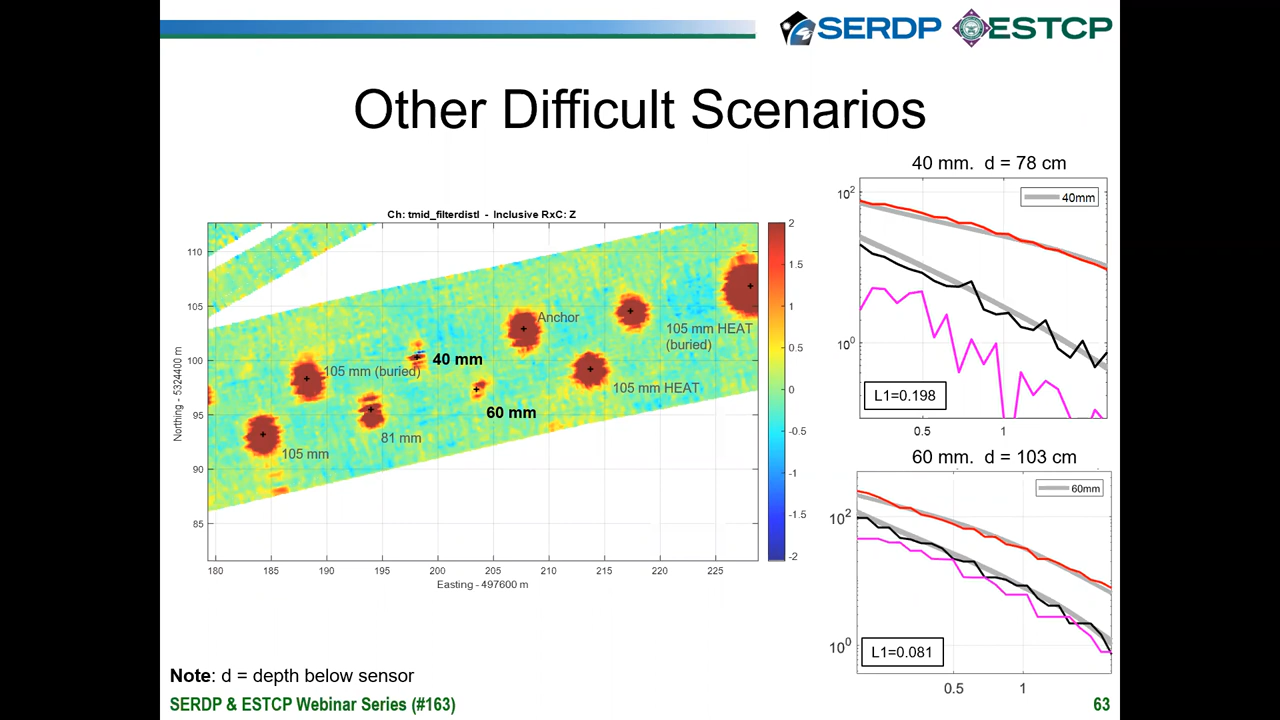 SERDP ESTCP
Other Difficult Scenarios
Ch: tmid_filterdistl - Inclusive RxC: Z
110
105
100
95
90
85
180 185 190 195 200 205 210 215 220 225
Northing - 5324400 m
Easting - 497600 m
Anchor
105 mm HEAT
(buried)
40 mm
105 mm (buried)
105 mm HEAT
60 mm
81 mm
105 mm
2
1.5
1
0.5
0
-0.5
-1
-1.5
-2
40 mm. d = 78 cm
10²
10⁰
40mm
L1=0.198
0.5 1
60 mm. d = 103 cm
10²
10⁰
60mm
L1=0.081
0.5 1
Note: d = depth below sensor
SERDP & ESTCP Webinar Series (#163)
63